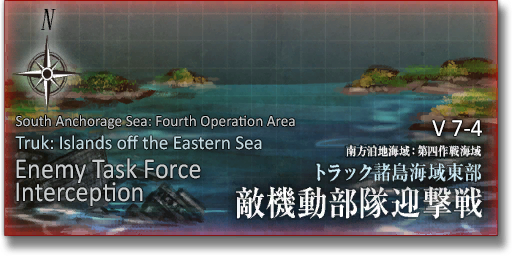 N
South Anchorage Sea: Fourth Operation Area
Truk: Islands off the Eastern Sea
Enemy Task Force
Interception
V 7-4
南方泊地海域：第四作戦海域
トラック諸島海域東部
敵機動部隊迎撃戦